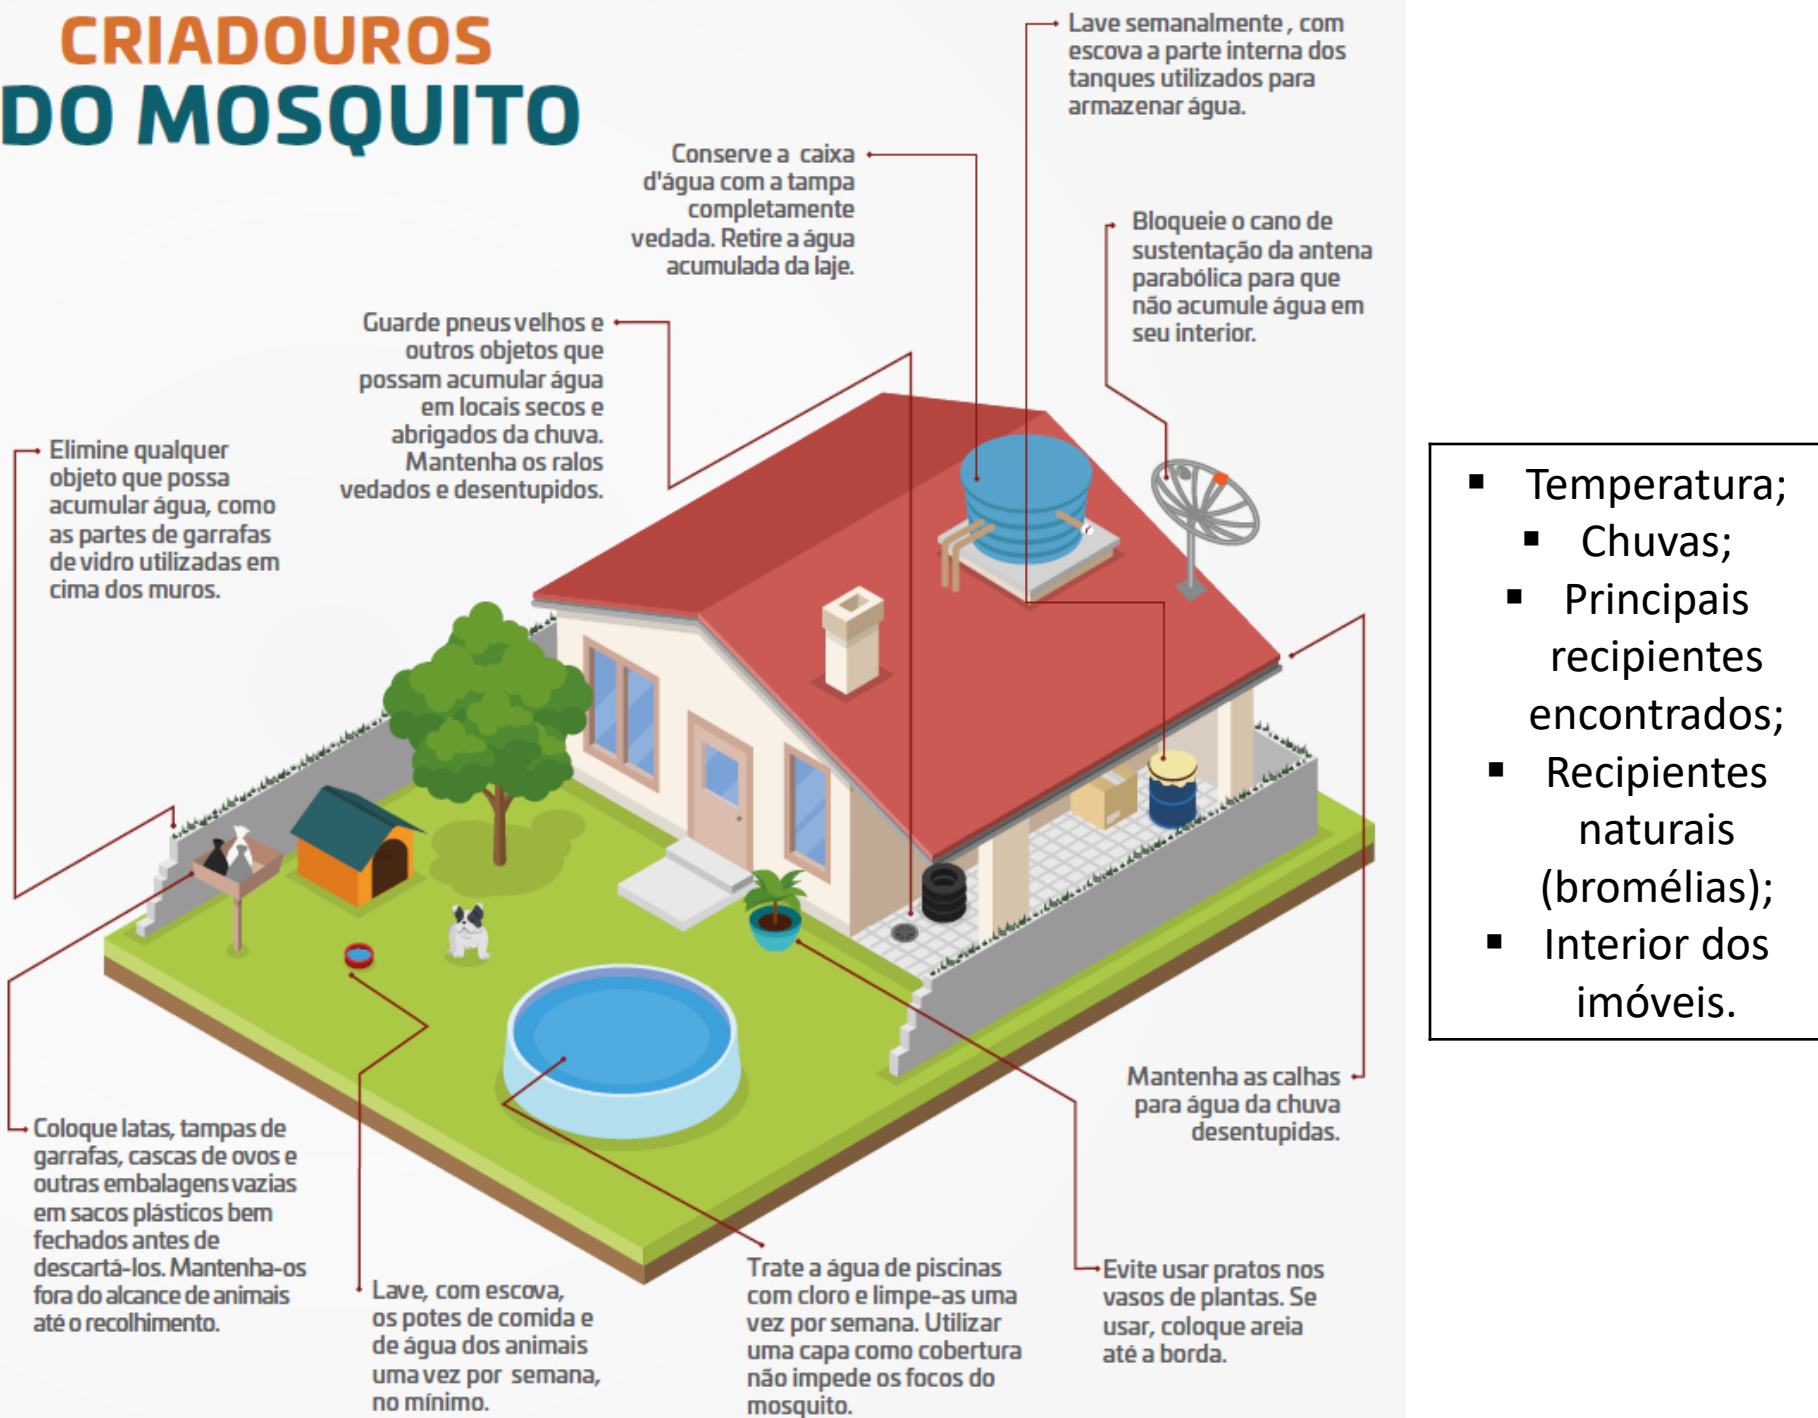 CRIADOUROS
DO MOSQUITO
Lave semanalmente, com
escova a parte interna dos
tanques utilizados para
armazenar água.
Conserve a caixa
d'água com a tampa
completamente
vedada. Retire a água
acumulada da laje.
Bloqueie o cano de
sustentação da antena
parabólica para que
não acumule água em
seu interior.
Guarde pneus velhos e
outros objetos que
possam acumular água
em locais secos e
abrigados da chuva.
Mantenha os ralos
vedados e desentupidos.
Elimine qualquer
objeto que possa
acumular água, como
as partes de garrafas
de vidro utilizadas em
cima dos muros.
▪ Temperatura;
▪ Chuvas;
▪ Principais
recipientes
encontrados;
▪ Recipientes
naturais
(bromélias);
▪ Interior dos
imóveis.
Mantenha as calhas
para água da chuva
desentupidas.
Coloque latas, tampas de
garrafas, cascas de ovos e
outras embalagens vazias
em sacos plásticos bem
fechados antes de
descartá-los. Mantenha-os
fora do alcance de animais
até o recolhimento.
Lave, com escova,
os potes de comida e
de água dos animais
uma vez por semana,
no mínimo.
Trate a água de piscinas
com cloro e limpe-as uma
vez por semana. Utilizar
uma capa como cobertura
não impede os focos do
mosquito.
Evite usar pratos nos
vasos de plantas. Se
usar, coloque areia
até a borda.